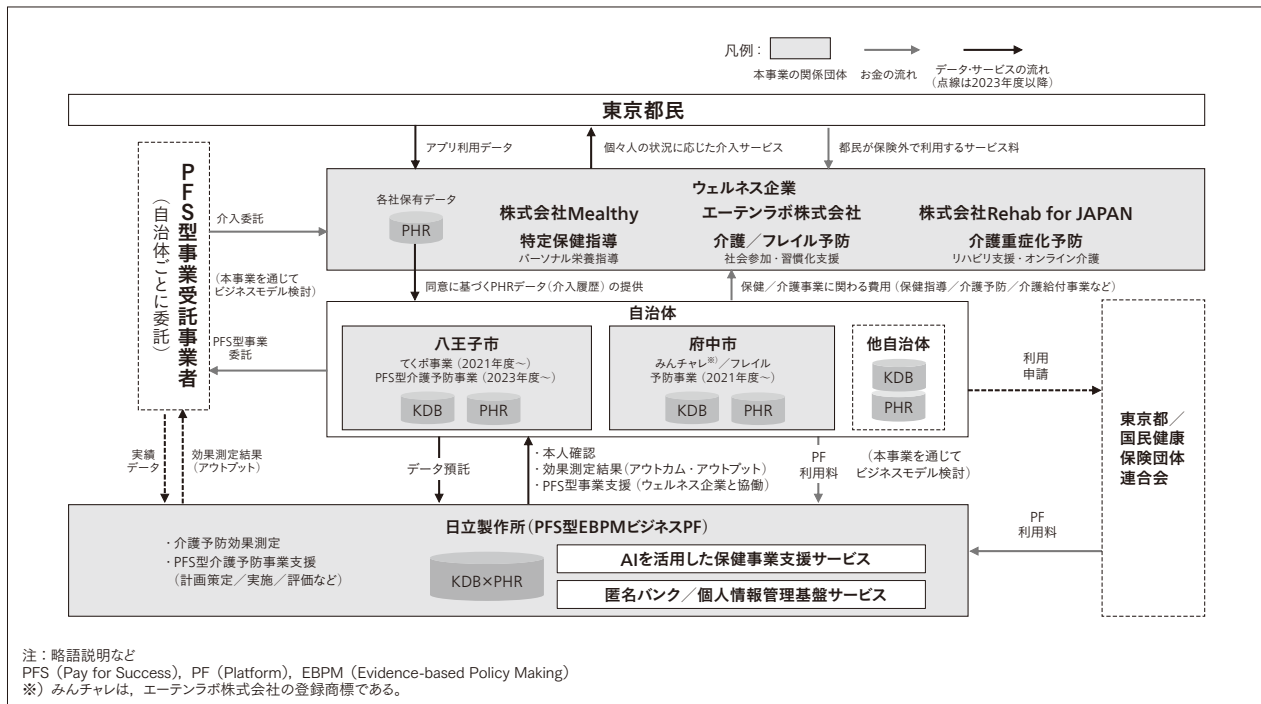 凡例：
本事業の関係団体
お金の流れ
データ・サービスの流れ
（点線は2023年度以降）
東京都民
アプリ利用データ
個々人の状況に応じた介入サービス
都民が保険外で利用するサービス料
PFS型事業受託事業者
（自治体ごとに委託）
介入委託
（本事業を通じて
ビジネスモデル検討）
PFS型事業
委託
ウェルネス企業
各社保有データ
PHR
株式会社Mealthy
特定保健指導
パーソナル栄養指導
エーテンラボ株式会社
介護／フレイル予防
社会参加・習慣化支援
株式会社Rehab for JAPAN
介護重症化予防
リハビリ支援・オンライン介護
同意に基づくPHRデータ（介入履歴）の提供
保健／介護事業に関わる費用（保健指導／介護予防／介護給付事業など）
自治体
八王子市
てくポ事業（2021年度～）
PFS型介護予防事業（2023年度～）
KDB
PHR
府中市
みんチャレ※）／フレイル
予防事業（2021年度～）
KDB
PHR
他自治体
KDB
PHR
利用
申請
東京都／
国民健康
保険団体
連合会
実績
データ
効果測定結果
（アウトプット）
データ預託
・本人確認
・効果測定結果（アウトカム・アウトプット）
・PFS型事業支援（ウェルネス企業と協働）
PF
利用料
（本事業を通じて
ビジネスモデル検討）
PF
利用料
日立製作所（PFS型EBPMビジネスPF）
・介護予防効果測定
・PFS型介護予防事業支援
（計画策定／実施／評価など）
KDB×PHR
AIを活用した保健事業支援サービス
匿名バンク／個人情報管理基盤サービス
注：略語説明など
PFS（Pay for Success），PF（Platform），EBPM（Evidence-based Policy Making）
※）みんチャレは，エーテンラボ株式会社の登録商標である。